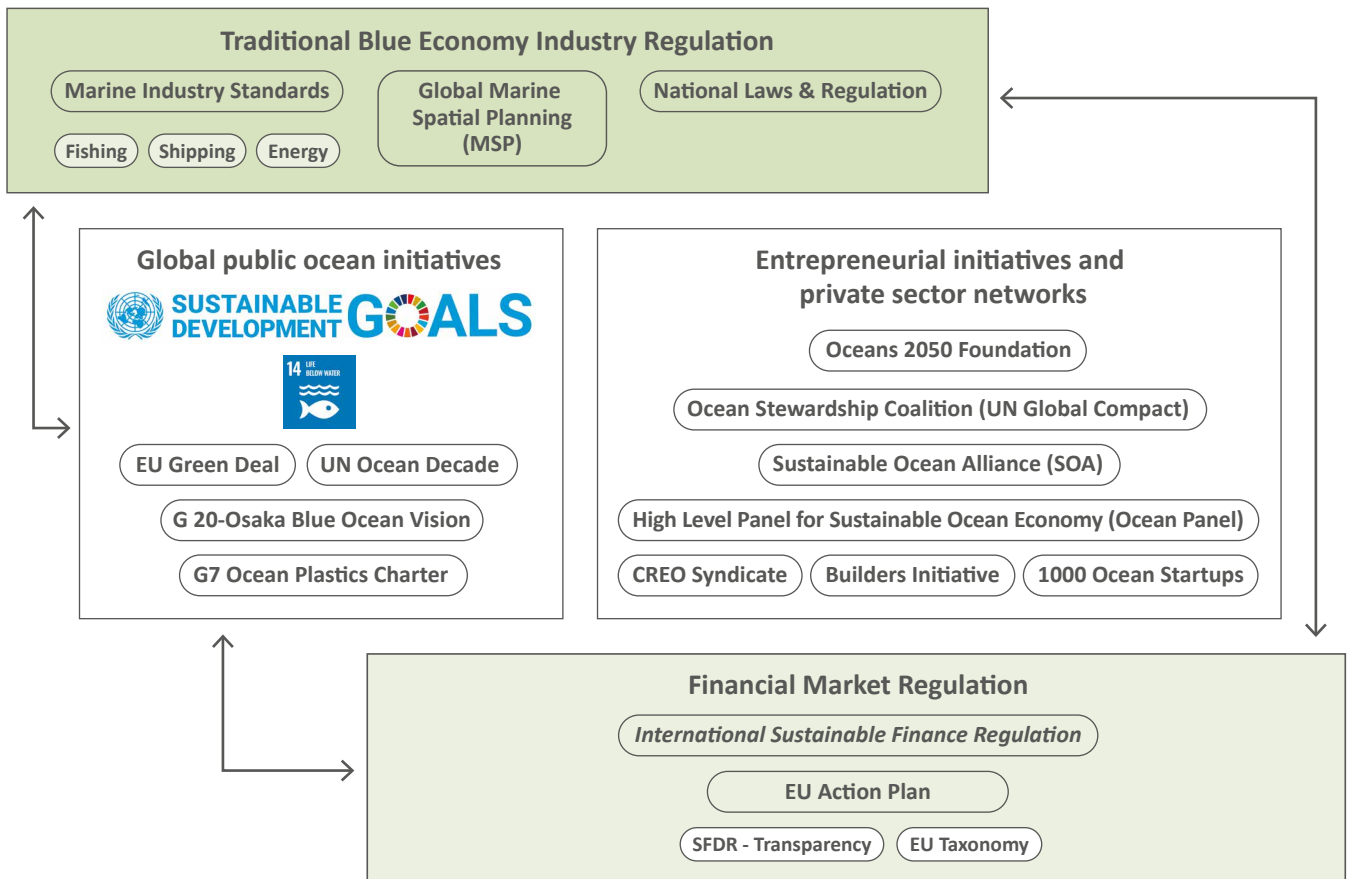 Traditional Blue Economy Industry Regulation
Marine Industry Standards
Global Marine
Spatial Planning
(MSP)
National Laws & Regulation
Fishing
Shipping
Energy
Global public ocean initiatives
SUSTAINABLE
DEVELOPMENT
GOALS
14 LIFE
BELOW WATER
EU Green Deal
UN Ocean Decade
G 20-Osaka Blue Ocean Vision
G7 Ocean Plastics Charter
Entrepreneurial initiatives and
private sector networks
Oceans 2050 Foundation
Ocean Stewardship Coalition (UN Global Compact)
Sustainable Ocean Alliance (SOA)
High Level Panel for Sustainable Ocean Economy (Ocean Panel)
CREO Syndicate
Builders Initiative
1000 Ocean Startups
Financial Market Regulation
International Sustainable Finance Regulation
EU Action Plan
SFDR - Transparency
EU Taxonomy